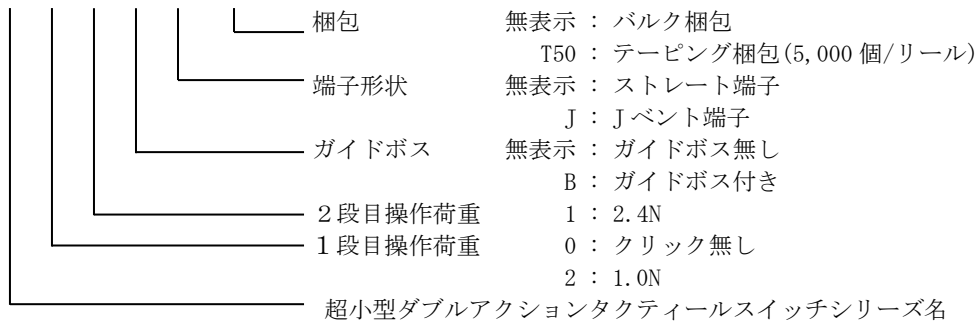 梱包 無表示 : バルク梱包
T50 : テーピング梱包(5,000 個/リール)
端子形状 無表示 : ストレート端子
J : Jベント端子
ガイドボス 無表示 : ガイドボス無し
B : ガイドボス付き
２段目操作荷重 1 : 2.4N
１段目操作荷重 0 : クリック無し
2 : 1.0N
超小型ダブルアクションタクティールスイッチシリーズ名